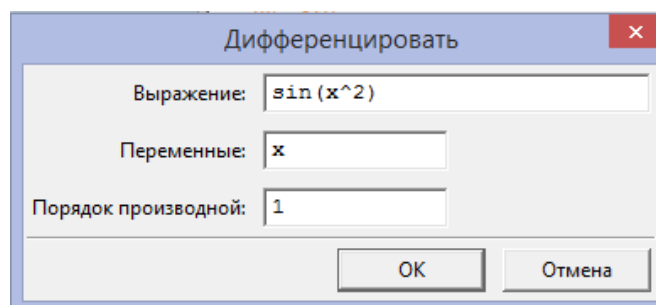 Дифференцировать
Выражение: sin(x^2)
Переменные: x
Порядок производной: 1
OK Отмена